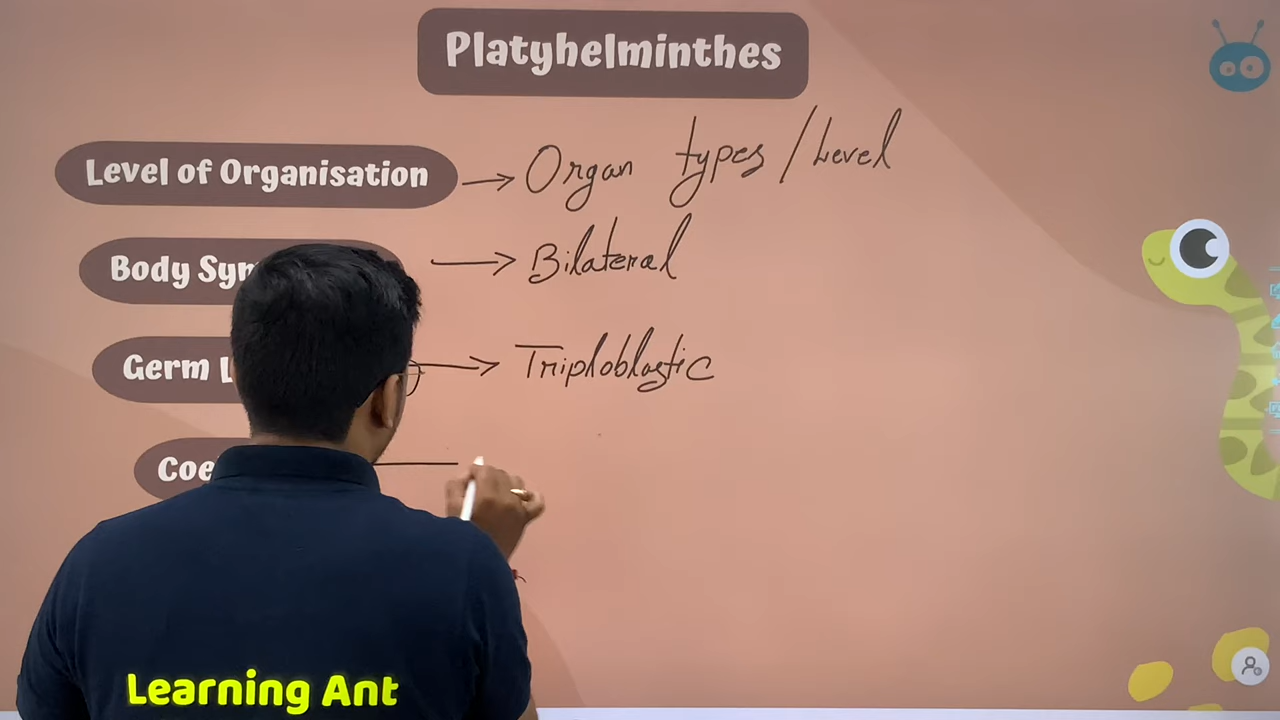 Platyhelminthes
Level of Organisation → Organ types / Level
Body Sym → Bilateral
Germ L → Triploblastic
Coe
Learning Ant